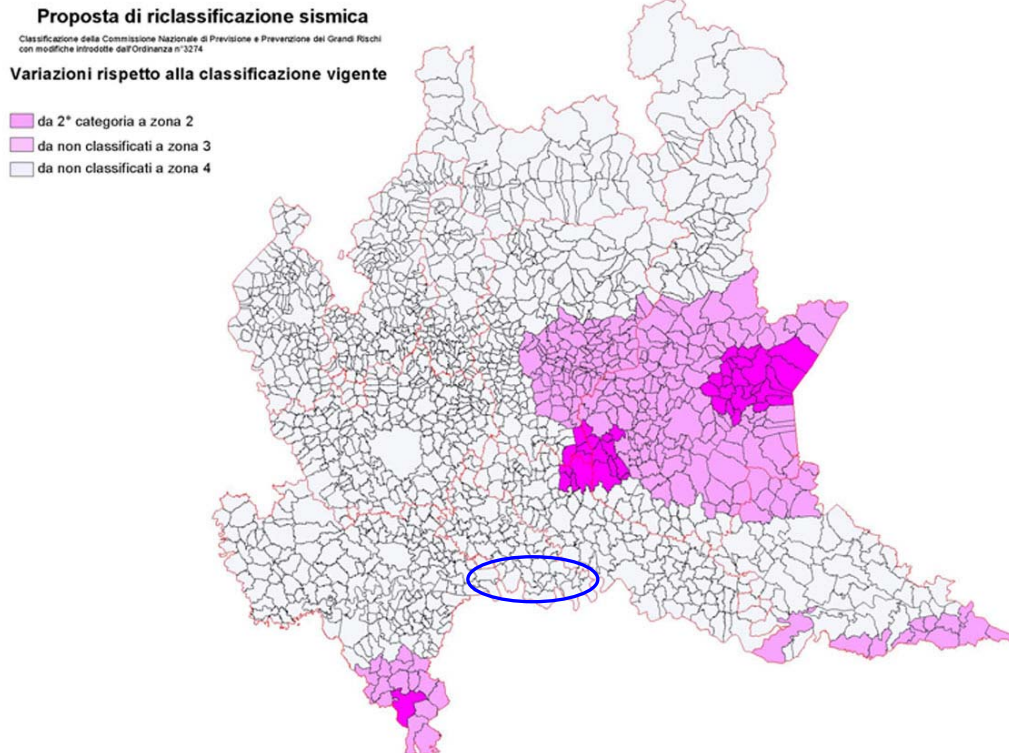 Proposta di riclassificazione sismica
Classificazione della Commissione Nazionale di Previsione e Prevenzione dei Grandi Rischi
con modifiche introdotte dall'Ordinanza n°3274
Variazioni rispetto alla classificazione vigente
da 2° categoria a zona 2
da non classificati a zona 3
da non classificati a zona 4